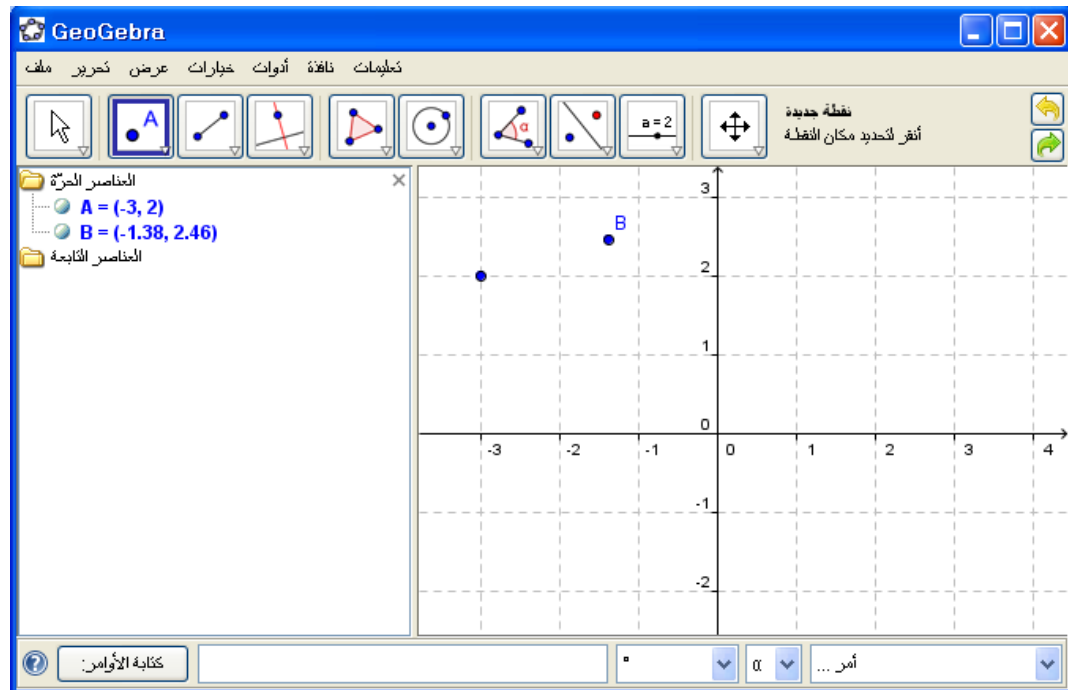 GeoGebra
ملف تحرير عرض خيارات أدوات نافذة تعليمات
A
α
a = 2
نقطة جديدة
أنقر لتحديد مكان النقطة
العناصر الحرّة
A = (-3, 2)
B = (-1.38, 2.46)
العناصر التابعة
B
3
2
1
0
-3 -2 -1 0 1 2 3 4
-1
-2
كتابة الأوامر:
°
α
أمر ...